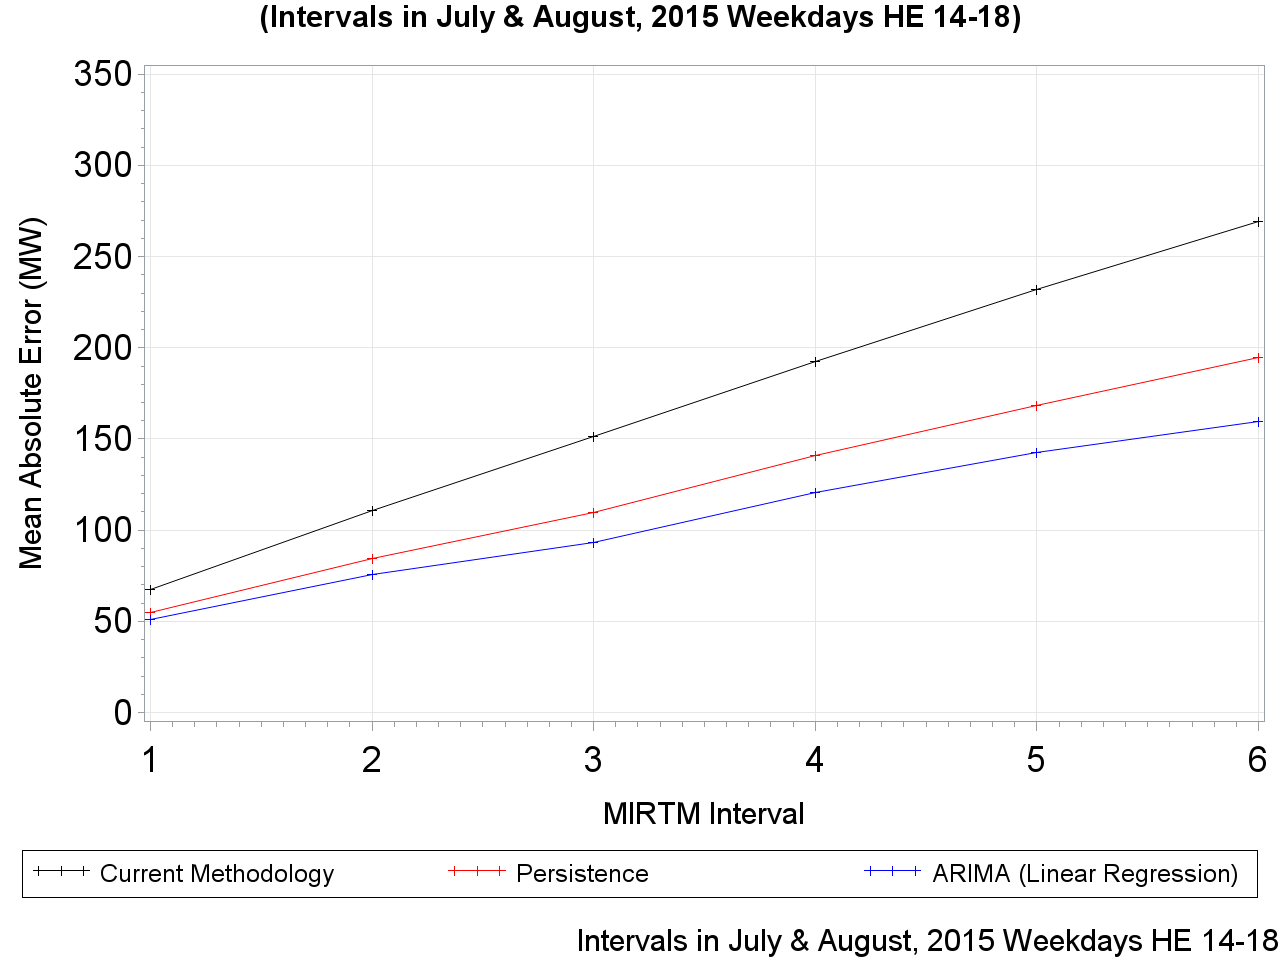 (Intervals in July & August, 2015 Weekdays HE 14-18)
350
300
250
200
150
100
50
0
Mean Absolute Error (MW)
1 2 3 4 5 6
MIRTM Interval
Current Methodology Persistence ARIMA (Linear Regression)
Intervals in July & August, 2015 Weekdays HE 14-18